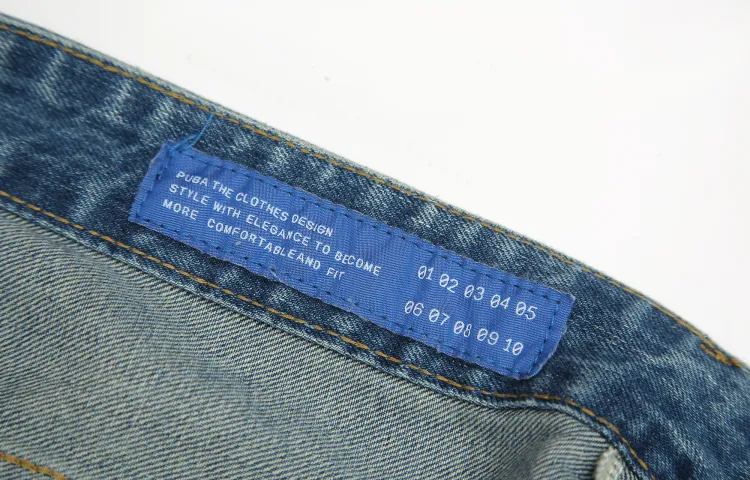 PUBA THE CLOTHES DESIGN
STYLE WITH ELEGANCE TO BECOME
MORE COMFORTABLEAND FIT
01 02 03 04 05
06 07 08 09 10